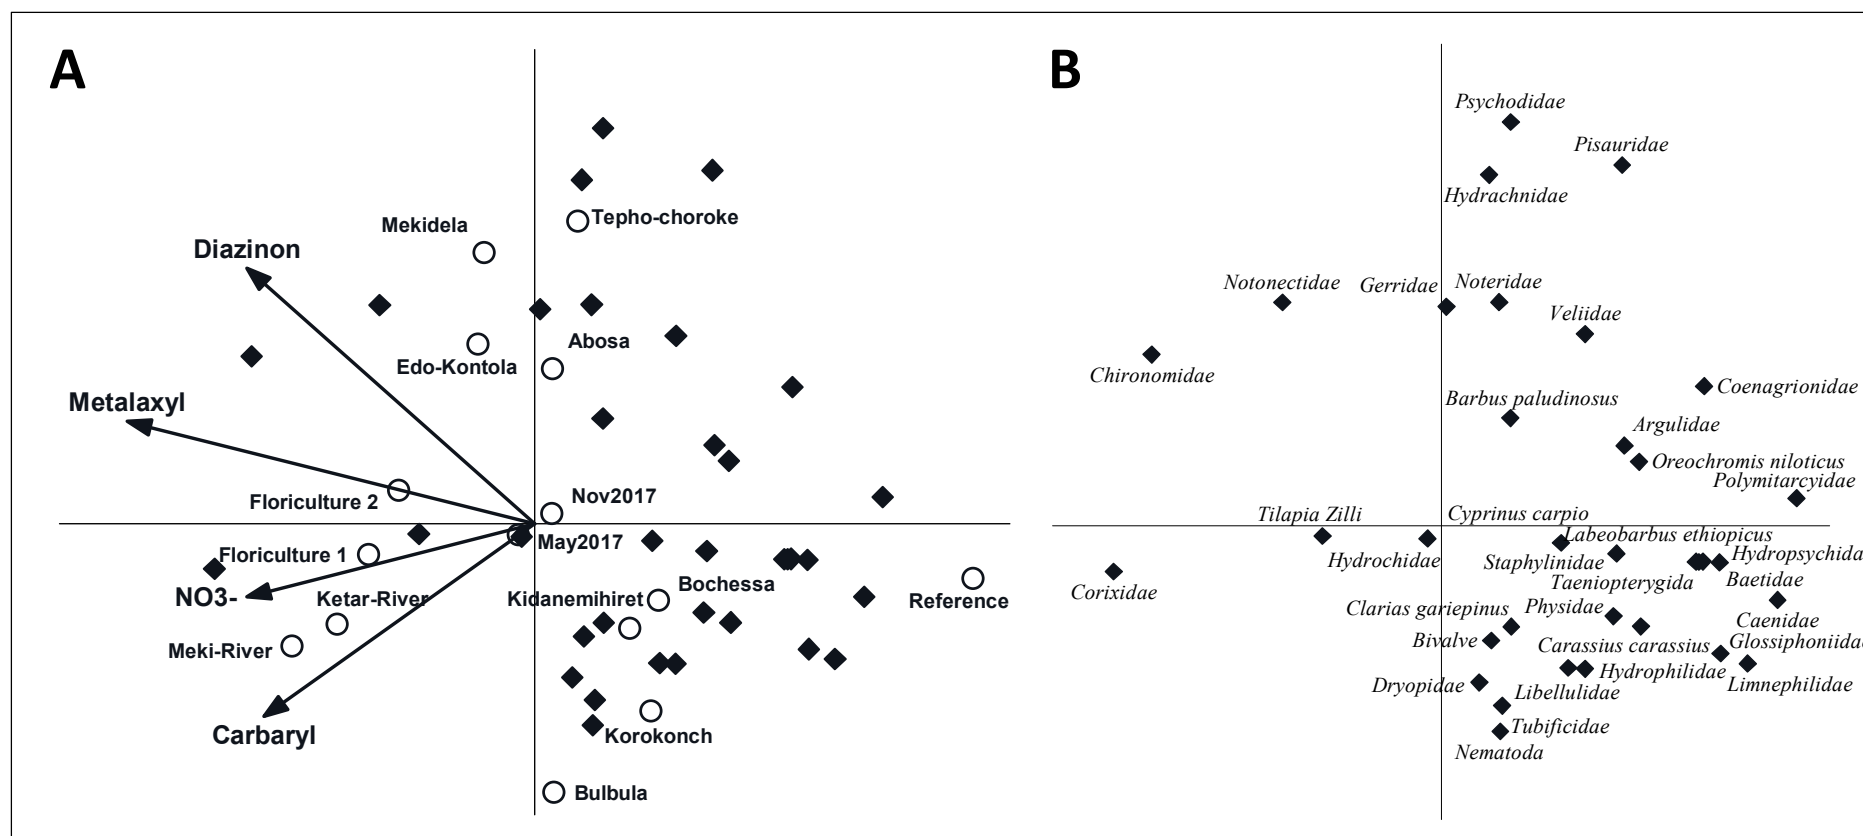 A
Tepho-choroke
Mekidela
Diazinon
Abosa
Edo-Kontola
Metalaxyl
Floriculture 2
Nov2017
May2017
Floriculture 1
Bochessa
NO3-
Ketar-River
Kidanemihiret
Reference
Meki-River
Carbaryl
Korokonch
Bulbula
B
Psychodidae
Pisauridae
Hydrachnidae
Notonectidae
Gerridae
Noteridae
Veliidae
Chironomidae
Coenagrionidae
Barbus paludinosus
Argulidae
Oreochromis niloticus
Polymitarcyidae
Tilapia Zilli
Cyprinus carpio
Labeobarbus ethiopicus
Hydrochidae
Staphylinidae
Hydropsychida
Taeniopterygida
Baetidae
Corixidae
Clarias gariepinus
Physidae
Caenidae
Bivalve
Carassius carassius
Glossiphoniida
Hydrophilidae
Dryopidae
Libellulidae
Limnephilidae
Tubificidae
Nematoda